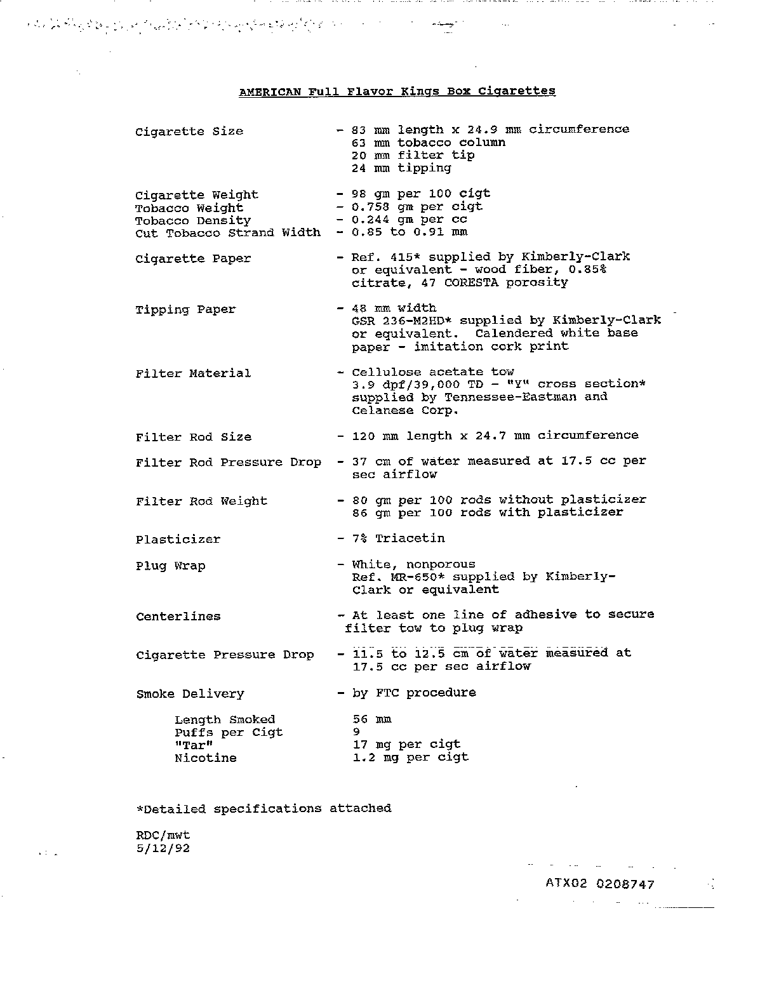 AMERICAN Full Flavor Kings Box Cigarettes
Cigarette Size - 83 mm length x 24.9 mm circumference
63 mm tobacco column
20 mm filter tip
24 mm tipping
Cigarette Weight - 98 gm per 100 cigt
Tobacco Weight - 0.758 gm per cigt
Tobacco Density - 0.244 gm per cc
Cut Tobacco Strand Width - 0.85 to 0.91 mm
Cigarette Paper - Ref. 415* supplied by Kimberly-Clark
or equivalent - wood fiber, 0.85%
citrate, 47 CORESTA porosity
Tipping Paper - 48 mm width
GSR 236-M2HD* supplied by Kimberly-Clark
or equivalent. Calendered white base
paper - imitation cork print
Filter Material - Cellulose acetate tow
3.9 dpf/39,000 TD - "Y" cross section*
supplied by Tennessee-Eastman and
Celanese Corp.
Filter Rod Size - 120 mm length x 24.7 mm circumference
Filter Rod Pressure Drop - 37 cm of water measured at 17.5 cc per
sec airflow
Filter Rod Weight - 80 gm per 100 rods without plasticizer
86 gm per 100 rods with plasticizer
Plasticizer - 7% Triacetin
Plug Wrap - White, nonporous
Ref. MR-650* supplied by Kimberly-
Clark or equivalent
Centerlines - At least one line of adhesive to secure
filter tow to plug wrap
Cigarette Pressure Drop - 11.5 to 12.5 cm of water measured at
17.5 cc per sec airflow
Smoke Delivery - by FTC procedure
Length Smoked 56 mm
Puffs per Cigt 9
"Tar" 17 mg per cigt
Nicotine 1.2 mg per cigt
*Detailed specifications attached
RDC/mwt
5/12/92
ATX02 0208747